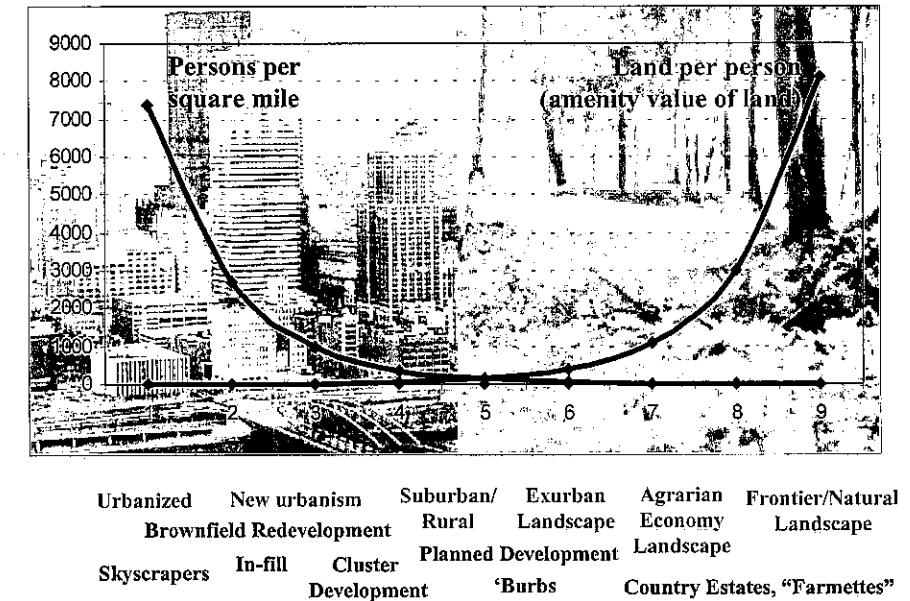 9000
8000
7000
6000
5000
4000
3000
2000
1000
0
Persons per
square mile
Land per person
(amenity value of land)
2
3
4
5
6
7
8
9
Urbanized
New urbanism
Suburban/
Rural
Exurban
Landscape
Agrarian
Economy
Landscape
Frontier/Natural
Landscape
Brownfield Redevelopment
Skyscrapers
In-fill
Cluster
Development
Planned Development
‘Burbs
Country Estates, “Farmettes”